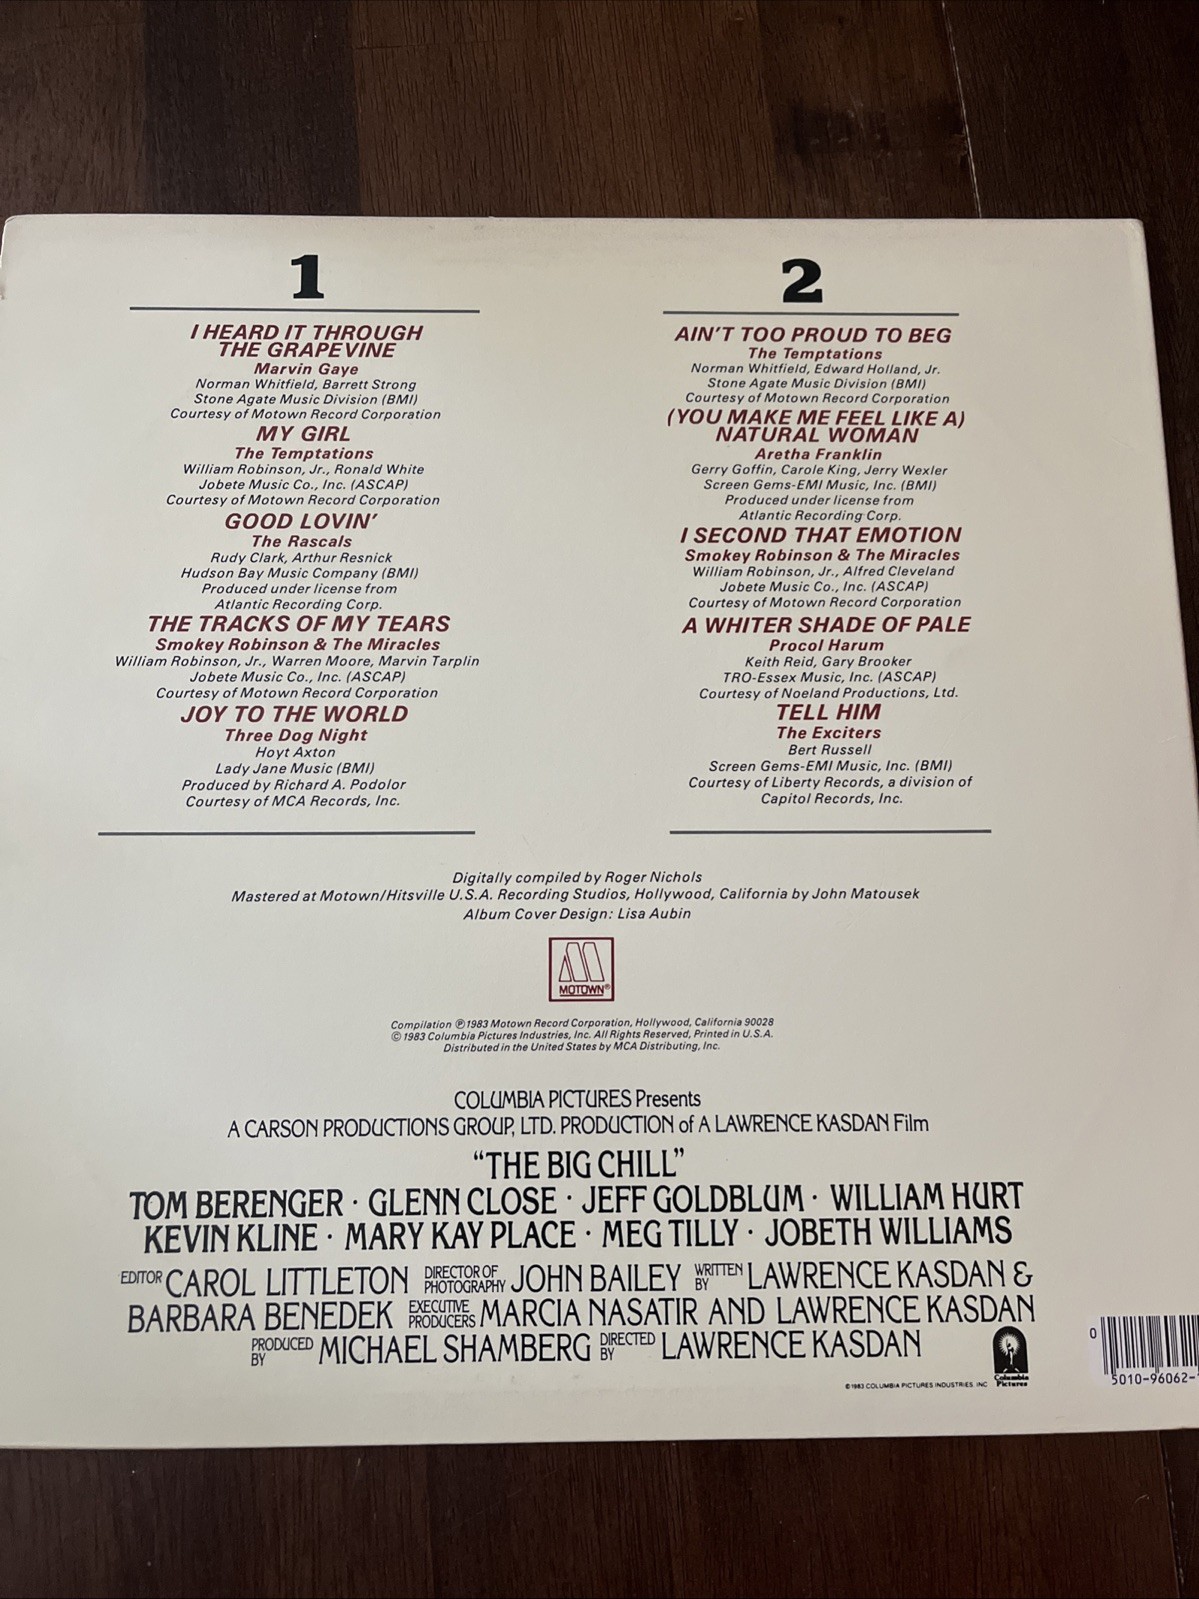 1
I HEARD IT THROUGH
THE GRAPEVINE
Marvin Gaye
Norman Whitfield, Barrett Strong
Stone Agate Music Division (BMI)
Courtesy of Motown Record Corporation
MY GIRL
The Temptations
William Robinson, Jr., Ronald White
Jobete Music Co., Inc. (ASCAP)
Courtesy of Motown Record Corporation
GOOD LOVIN'
The Rascals
Rudy Clark, Arthur Resnick
Hudson Bay Music Company (BMI)
Produced under license from
Atlantic Recording Corp.
THE TRACKS OF MY TEARS
Smokey Robinson & The Miracles
William Robinson, Jr., Warren Moore, Marvin Tarplin
Jobete Music Co., Inc. (ASCAP)
Courtesy of Motown Record Corporation
JOY TO THE WORLD
Three Dog Night
Hoyt Axton
Lady Jane Music (BMI)
Produced by Richard A. Podolor
Courtesy of MCA Records, Inc.
2
AIN'T TOO PROUD TO BEG
The Temptations
Norman Whitfield, Edward Holland, Jr.
Stone Agate Music Division (BMI)
Courtesy of Motown Record Corporation
(YOU MAKE ME FEEL LIKE A)
NATURAL WOMAN
Aretha Franklin
Gerry Goffin, Carole King, Jerry Wexler
Screen Gems-EMI Music, Inc. (BMI)
Produced under license from
Atlantic Recording Corp.
I SECOND THAT EMOTION
Smokey Robinson & The Miracles
William Robinson, Jr., Alfred Cleveland
Jobete Music Co., Inc. (ASCAP)
Courtesy of Motown Record Corporation
A WHITER SHADE OF PALE
Procol Harum
Keith Reid, Gary Brooker
TRO-Essex Music, Inc. (ASCAP)
Courtesy of Noeland Productions, Ltd.
TELL HIM
The Exciters
Bert Russell
Screen Gems-EMI Music, Inc. (BMI)
Courtesy of Liberty Records, a division of
Capitol Records, Inc.
Digitally compiled by Roger Nichols
Mastered at Motown/Hitsville U.S.A. Recording Studios, Hollywood, California by John Matousek
Album Cover Design: Lisa Aubin
MOTOWN®
Compilation ℗ 1983 Motown Record Corporation, Hollywood, California 90028
© 1983 Columbia Pictures Industries, Inc. All Rights Reserved, Printed in U.S.A.
Distributed in the United States by MCA Distributing, Inc.
COLUMBIA PICTURES Presents
A CARSON PRODUCTIONS GROUP, LTD. PRODUCTION of A LAWRENCE KASDAN Film
"THE BIG CHILL"
TOM BERENGER · GLENN CLOSE · JEFF GOLDBLUM · WILLIAM HURT
KEVIN KLINE · MARY KAY PLACE · MEG TILLY · JOBETH WILLIAMS
EDITOR CAROL LITTLETON DIRECTOR OF PHOTOGRAPHY JOHN BAILEY WRITTEN BY LAWRENCE KASDAN &
BARBARA BENEDEK EXECUTIVE PRODUCERS MARCIA NASATIR AND LAWRENCE KASDAN
PRODUCED BY MICHAEL SHAMBERG DIRECTED BY LAWRENCE KASDAN
Columbia
Pictures
© 1983 COLUMBIA PICTURES INDUSTRIES, INC
0
5010-96062-